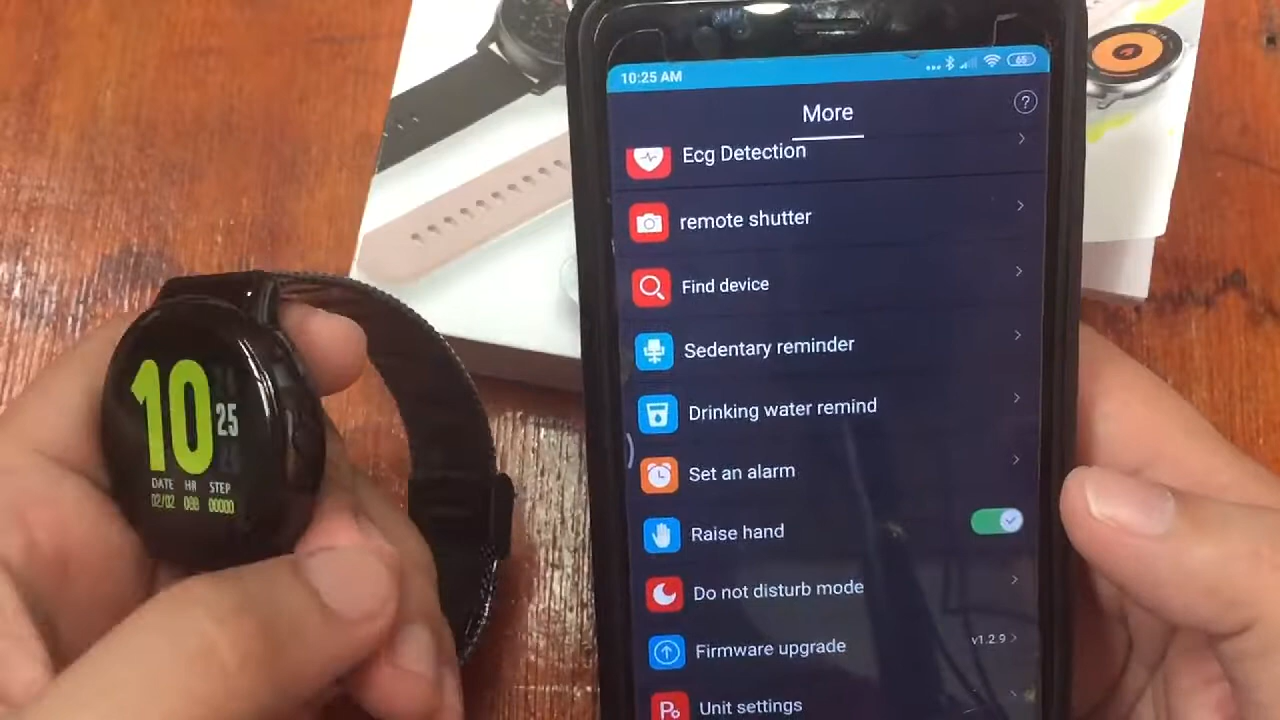 10:25 AM
65
More
?
Ecg Detection
remote shutter
Find device
Sedentary reminder
Drinking water remind
Set an alarm
Raise hand
Do not disturb mode
Firmware upgrade v1.2.9
Unit settings
10
25
DATE HR STEP
02/02 000 00000